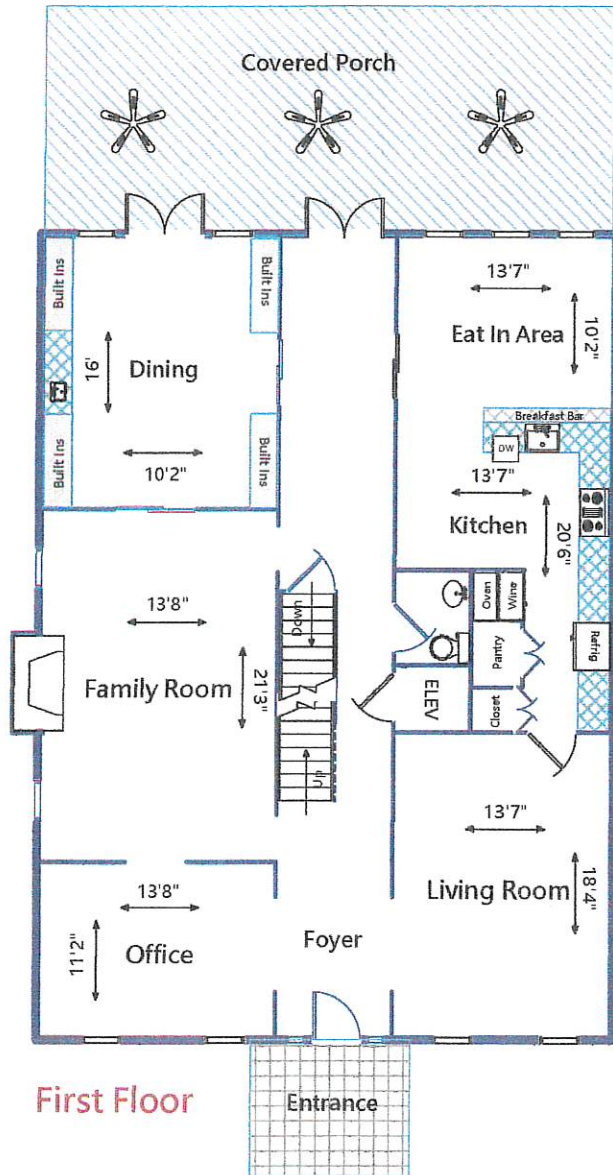 Covered Porch
Built Ins
Built Ins
13'7"
10'2"
Eat In Area
16'
Dining
Breakfast Bar
DW
Built Ins
Built Ins
10'2"
13'7"
Kitchen
20'6"
13'8"
Down
Oven
Wine
Family Room
21'3"
Pantry
Refrig
ELEV
Closet
Up
13'7"
13'8"
Living Room
18'4"
11'2"
Office
Foyer
First Floor
Entrance